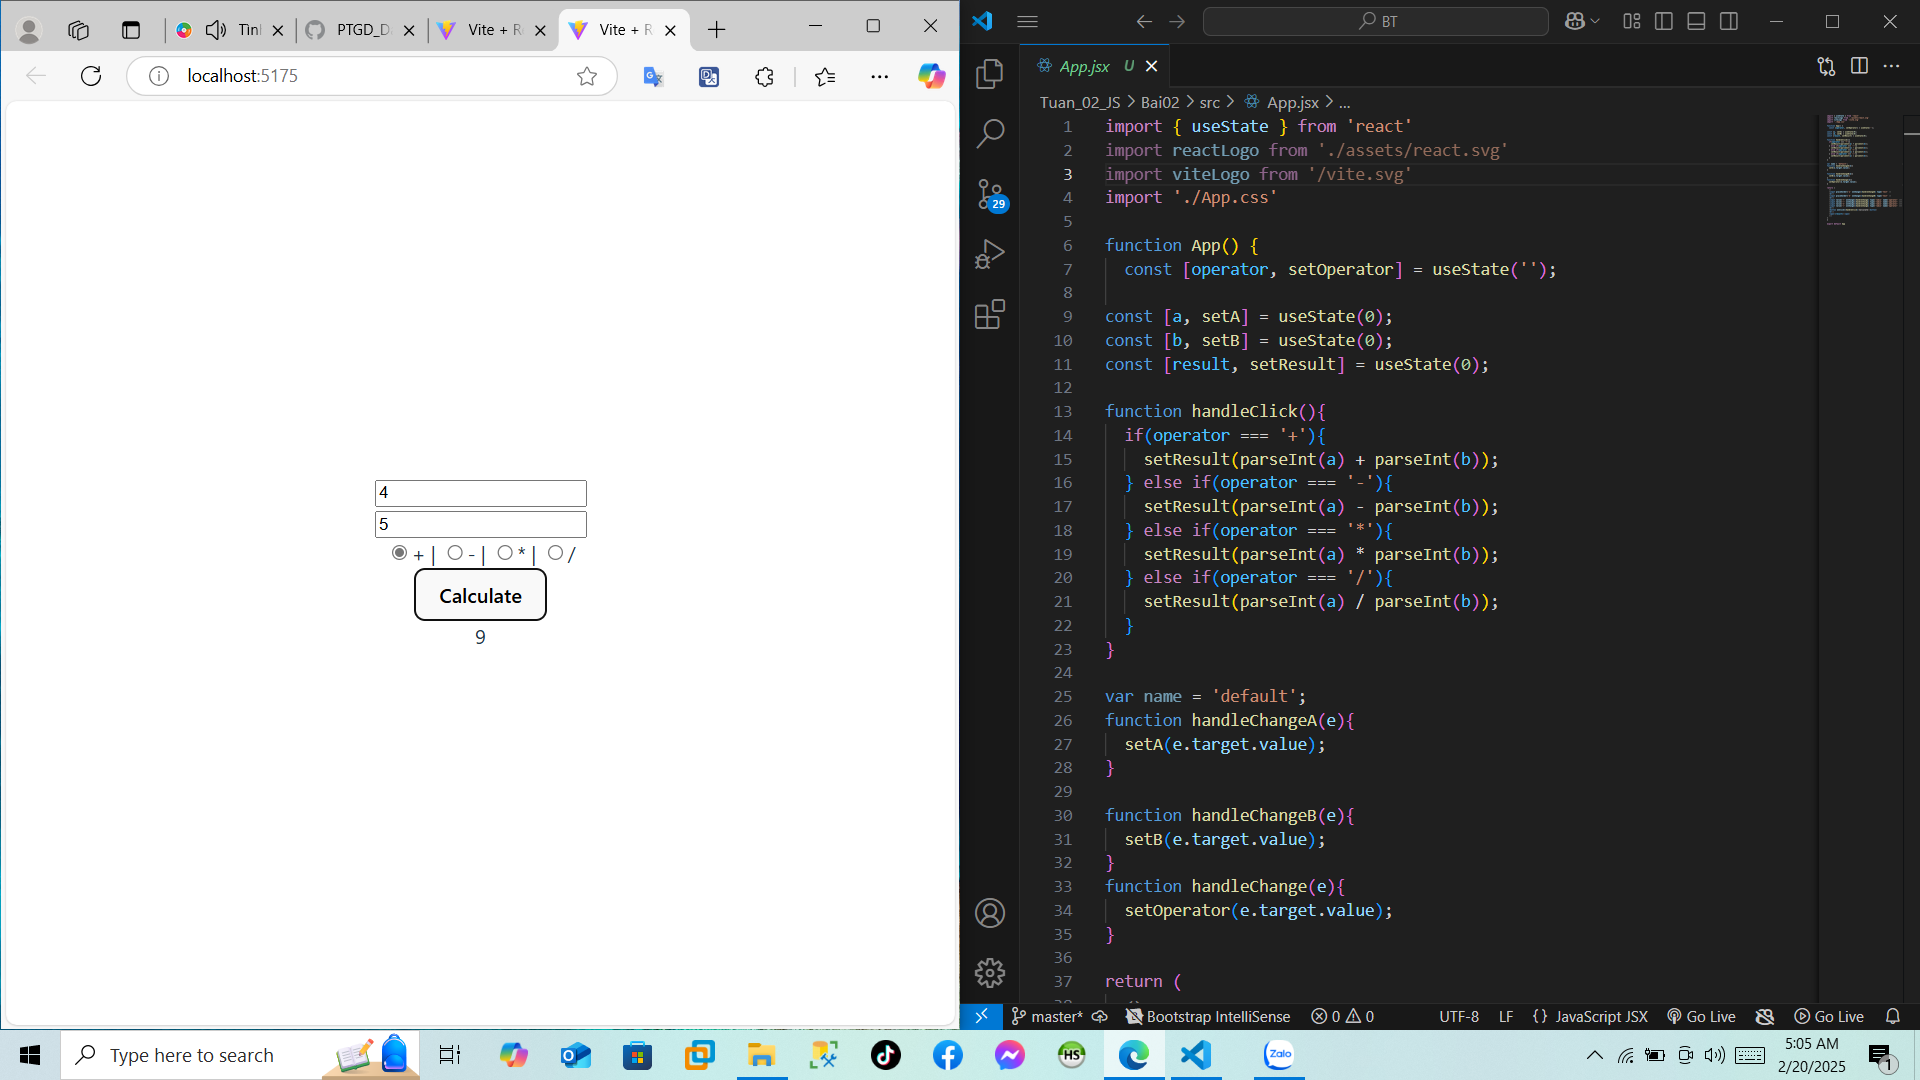 Tinl
PTGD_D
Vite + R
Vite + R
localhost:5175
4
5
+ | - | * | /
Calculate
9
BT
App.jsx U
Tuan_02_JS > Bai02 > src > App.jsx > ...
1 import { useState } from 'react'
2 import reactLogo from './assets/react.svg'
3 import viteLogo from '/vite.svg'
4 import './App.css'
5
6 function App() {
7 const [operator, setOperator] = useState('');
8
9 const [a, setA] = useState(0);
10 const [b, setB] = useState(0);
11 const [result, setResult] = useState(0);
12
13 function handleClick(){
14 if(operator === '+'){
15 setResult(parseInt(a) + parseInt(b));
16 } else if(operator === '-'){
17 setResult(parseInt(a) - parseInt(b));
18 } else if(operator === '*'){
19 setResult(parseInt(a) * parseInt(b));
20 } else if(operator === '/'){
21 setResult(parseInt(a) / parseInt(b));
22 }
23 }
24
25 var name = 'default';
26 function handleChangeA(e){
27 setA(e.target.value);
28 }
29
30 function handleChangeB(e){
31 setB(e.target.value);
32 }
33 function handleChange(e){
34 setOperator(e.target.value);
35 }
36
37 return (
29
master* Bootstrap IntelliSense 0 0 UTF-8 LF {} JavaScript JSX Go Live Go Live
Type here to search
HS
Zalo
5:05 AM
2/20/2025
1